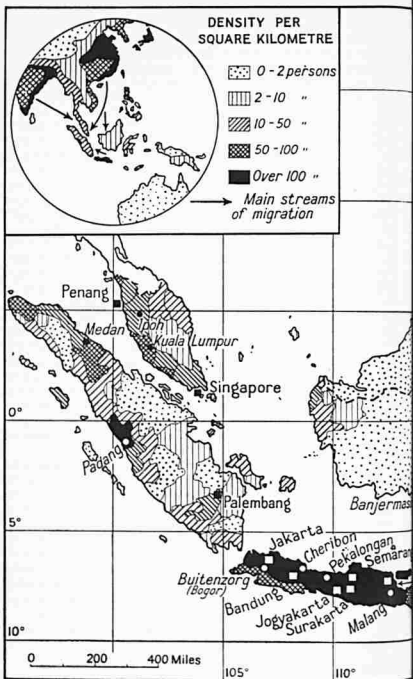 DENSITY PER
SQUARE KILOMETRE
0-2 persons
2-10 "
10-50 "
50-100 "
Over 100 "
Main streams
of migration
Penang
Ipoh
Medan
Kuala Lumpur
Singapore
0°
Padang
Palembang
Banjermas
5°
Jakarta
Cheribon
Pekalongan
Semaran
Buitenzorg
(Bogor)
Bandung
Jogyakarta
Surakarta
Malang
10°
0 200 400 Miles
105° 110°